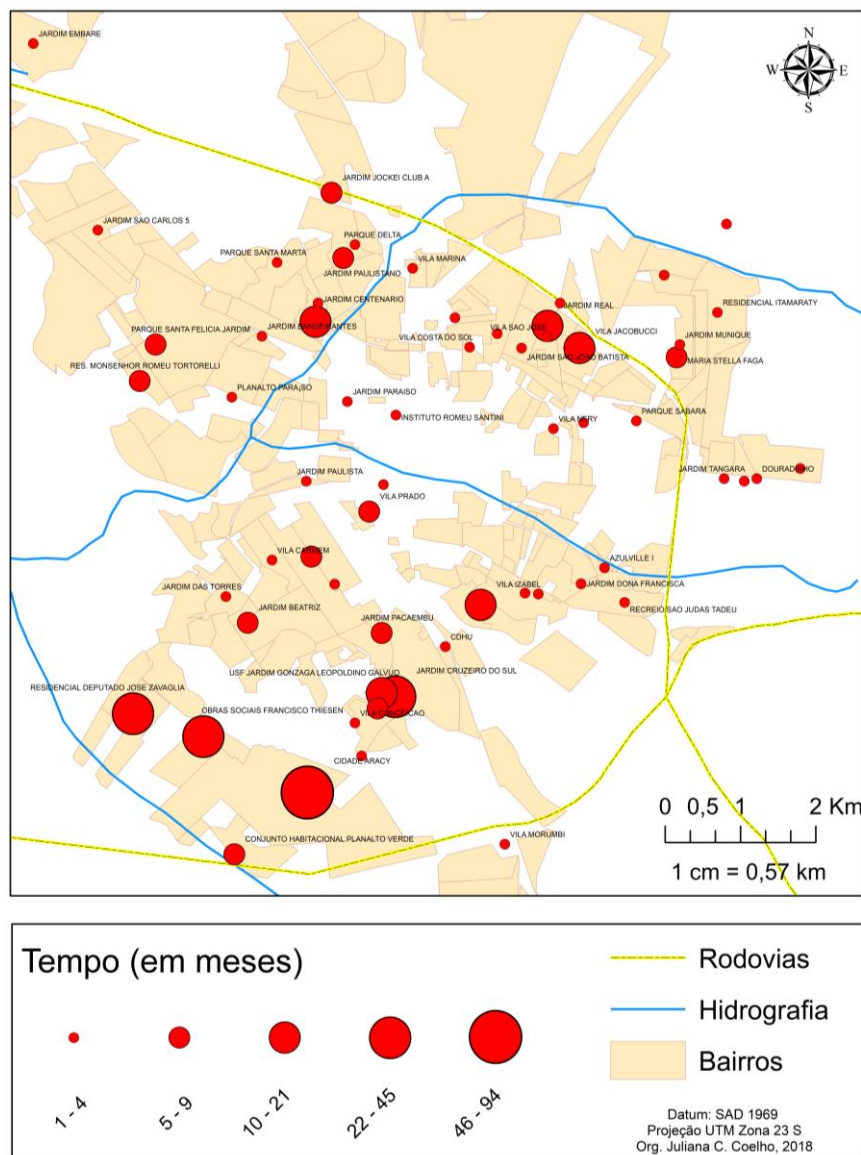 JARDIM EMBARE
N
W E
S
JARDIM JOCKEI CLUB A
JARDIM SAO CARLOS 5
PARQUE DELTA
PARQUE SANTA MARTA
VILA MARINA
JARDIM PAULISTANO
JARDIM CENTENARIO
JARDIM REAL
RESIDENCIAL ITAMARATY
PARQUE SANTA FELICIA JARDIM
JARDIM BANDEIRANTES
VILA SAO JOSE
VILA JACOBUCCI
VILA COSTA DO SOL
JARDIM MUNIQUE
JARDIM SAO JOAO BATISTA
MARIA STELLA FAGA
RES. MONSENHOR ROMEU TORTORELLI
PLANALTO PARA¡SO
JARDIM PARAISO
INSTITUTO ROMEU SANTINI
VILA NERY
PARQUE SABARA
JARDIM PAULISTA
JARDIM TANGARA
DOURADINHO
VILA PRADO
VILA CARMEM
AZULVILLE I
JARDIM DAS TORRES
VILA IZABEL
JARDIM DONA FRANCISCA
JARDIM BEATRIZ
RECREIO SAO JUDAS TADEU
JARDIM PACAEMBU
CDHU
USF JARDIM GONZAGA LEOPOLDINO GALVUO
JARDIM CRUZEIRO DO SUL
RESIDENCIAL DEPUTADO JOSE ZAVAGLIA
OBRAS SOCIAIS FRANCISCO THIESEN
VILA CONCAICAO
CIDADE ARACY
CONJUNTO HABITACIONAL PLANALTO VERDE
VILA MORUMBI
0 0,5 1 2 Km
1 cm = 0,57 km
Tempo (em meses)
1 - 4
5 - 9
10 - 21
22 - 45
46 - 94
Rodovias
Hidrografia
Bairros
Datum: SAD 1969
Projeção UTM Zona 23 S
Org. Juliana C. Coelho, 2018